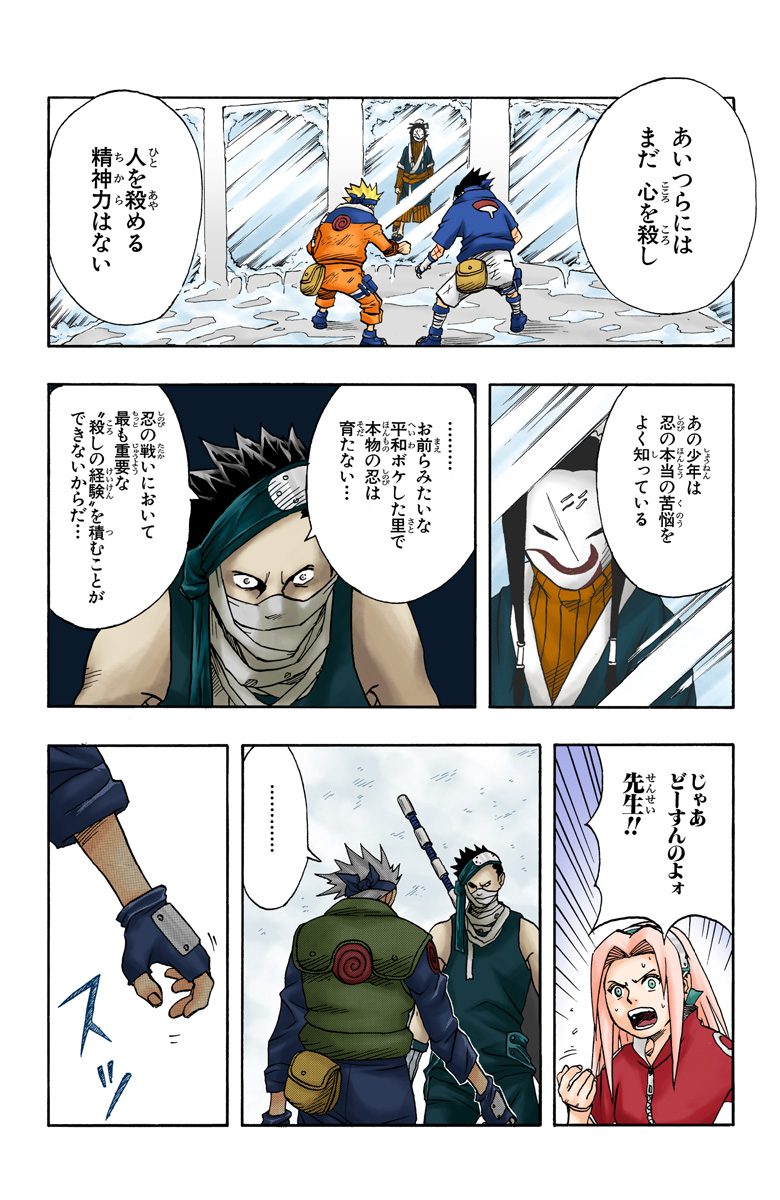 あいつらには
まだ 心を殺し
人を殺める
精神力はない
あの少年は
忍の本当の苦悩を
よく知っている
…………
お前らみたいな
平和ボケした里で
本物の忍は
育たない…
忍の戦いにおいて
最も重要な
〝殺しの経験〟を積むことが
できないからだ…
じゃあ
どーすんのよォ
先生!!
…………
スッ